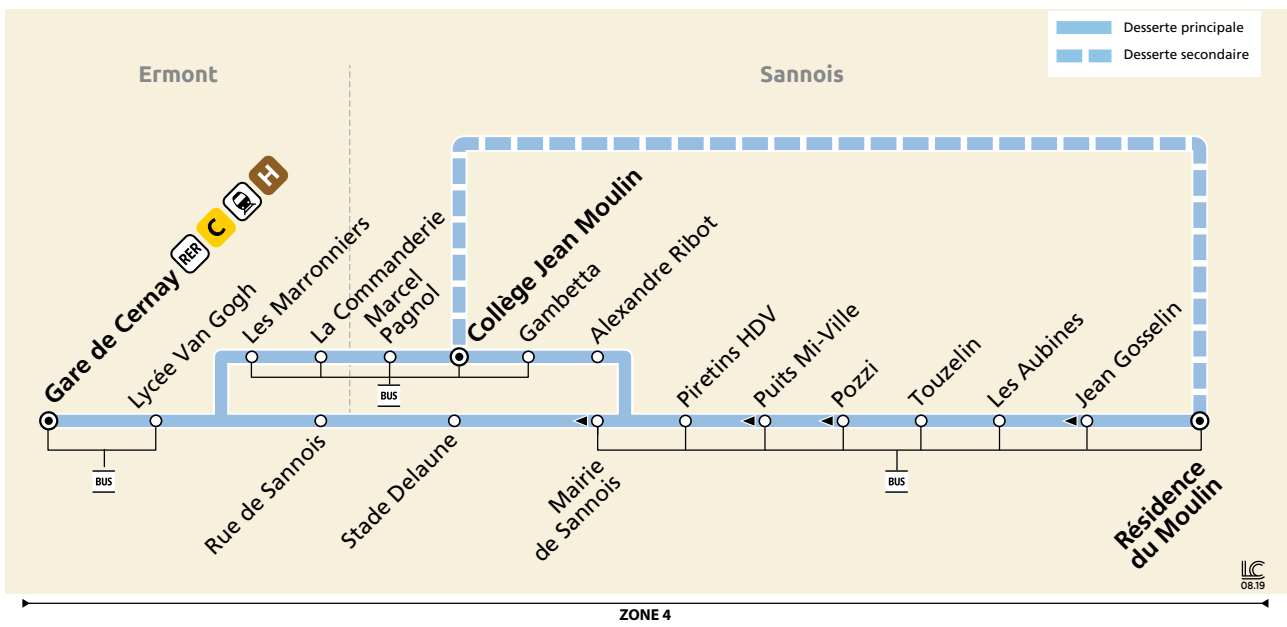 Desserte principale
Desserte secondaire
Ermont
Sannois
Gare de Cernay RER C H
Lycée Van Gogh
Les Marronniers
La Commanderie
Marcel
Pagnol
Collège Jean Moulin
Gambetta
Alexandre Ribot
Piretins HDV
Puits Mi-Ville
Pozzi
Touzelin
Les Aubines
Jean Gosselin
BUS
BUS
BUS
Rue de Sannois
Stade Delaune
Mairie
de Sannois
Résidence
du Moulin
LC
08.19
ZONE 4